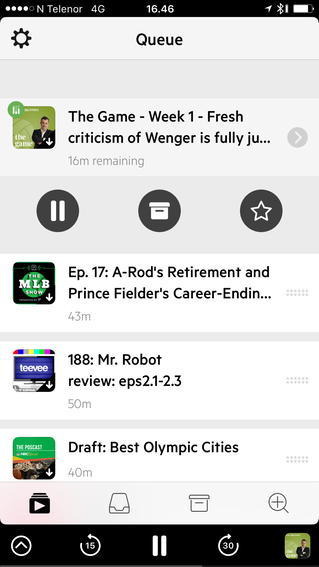 N Telenor 4G 16.46
Queue
the game
The Game - Week 1 - Fresh
criticism of Wenger is fully ju...
16m remaining
THE
MLB
SHOW
Ep. 17: A-Rod's Retirement and
Prince Fielder's Career-Endin...
43m
teevee
188: Mr. Robot
review: eps2.1-2.3
50m
THE POSCAST
Draft: Best Olympic Cities
40m
15
30